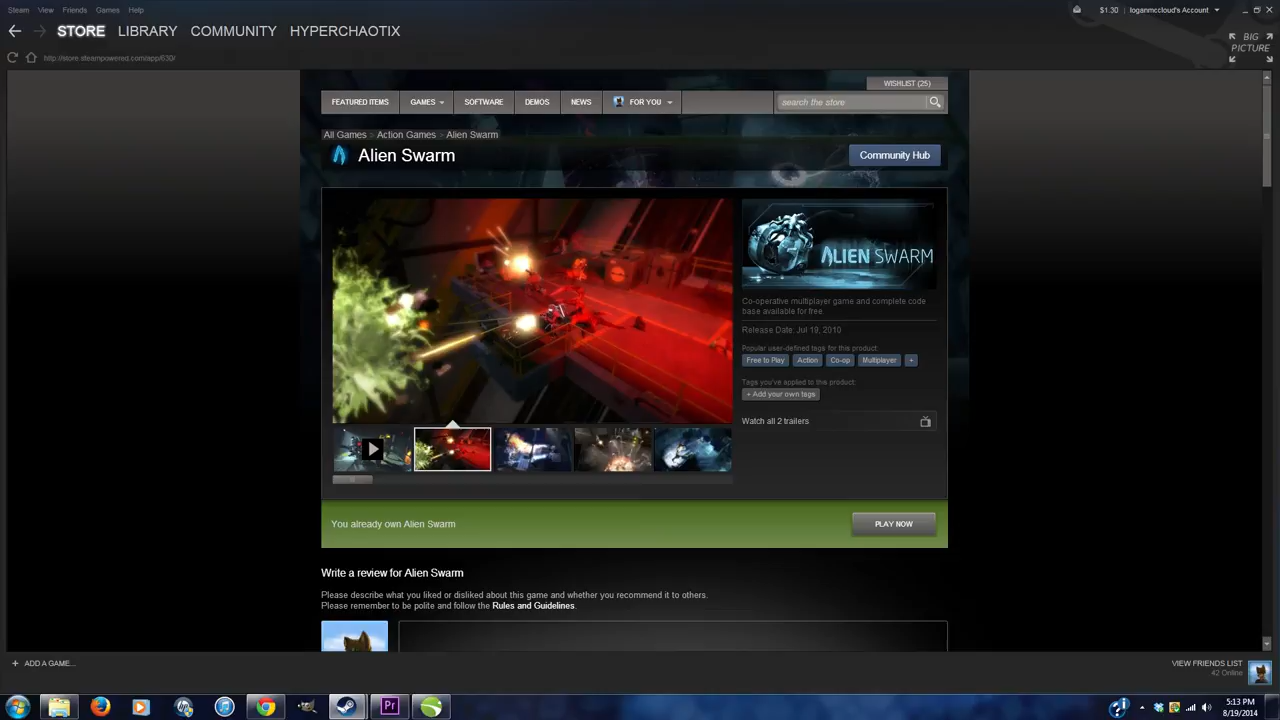 Steam View Friends Games Help
$1.30 loganmccloud's Account
STORE LIBRARY COMMUNITY HYPERCHAOTIX
BIG
PICTURE
http://store.steampowered.com/app/630/
WISHLIST (25)
FEATURED ITEMS GAMES SOFTWARE DEMOS NEWS FOR YOU search the store
All Games > Action Games > Alien Swarm
Alien Swarm
Community Hub
ALIEN SWARM
Co-operative multiplayer game and complete code
base available for free.
Release Date: Jul 19, 2010
Popular user-defined tags for this product:
Free to Play Action Co-op Multiplayer +
Tags you've applied to this product:
+ Add your own tags
Watch all 2 trailers
You already own Alien Swarm
PLAY NOW
Write a review for Alien Swarm
Please describe what you liked or disliked about this game and whether you recommend it to others.
Please remember to be polite and follow the Rules and Guidelines.
+ ADD A GAME...
VIEW FRIENDS LIST
42 Online
Pr
5:13 PM
8/19/2014